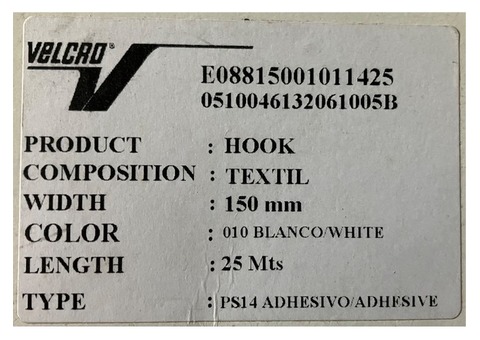 VELCRO®
E08815001011425
0510046132061005B
PRODUCT : HOOK
COMPOSITION : TEXTIL
WIDTH : 150 mm
COLOR : 010 BLANCO/WHITE
LENGTH : 25 Mts
TYPE : PS14 ADHESIVO/ADHESIVE